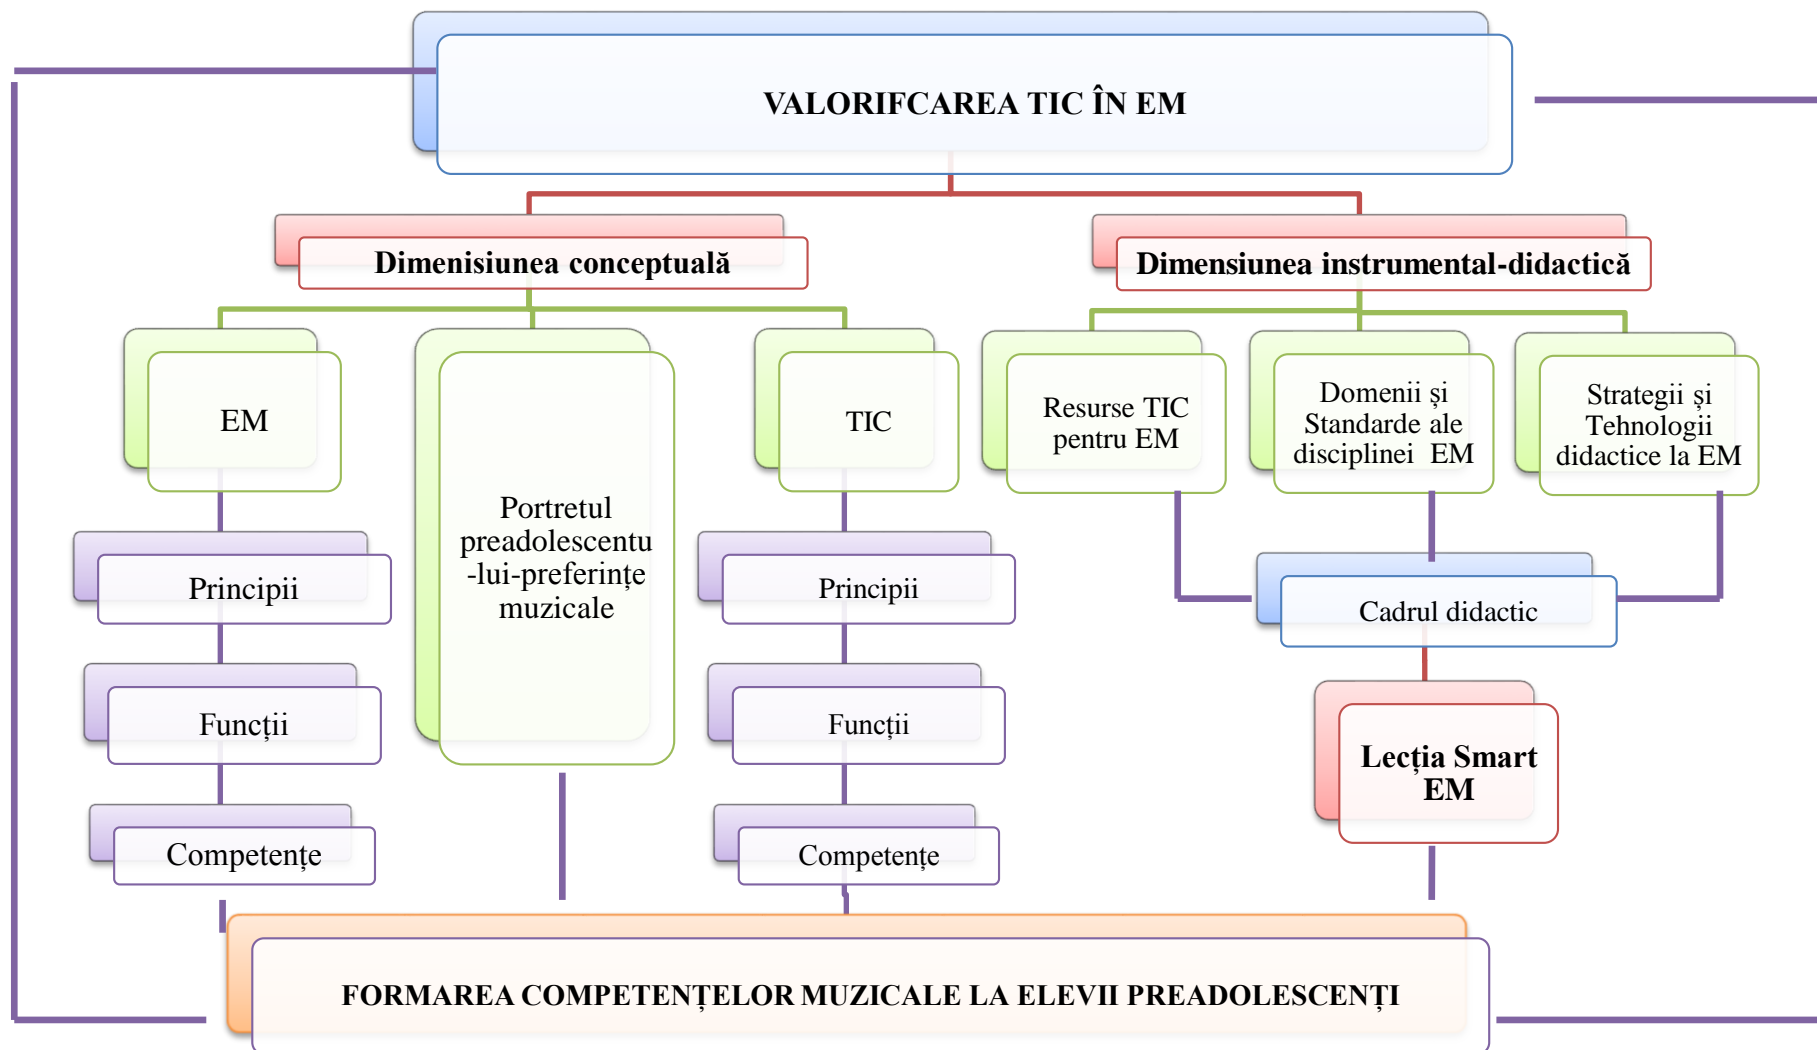 VALORIFCAREA TIC ÎN EM
Dimenisiunea conceptuală
Dimensiunea instrumental-didactică
EM
Portretul
preadolescentu
-lui-preferințe
muzicale
TIC
Resurse TIC
pentru EM
Domenii și
Standarde ale
disciplinei EM
Strategii și
Tehnologii
didactice la EM
Principii
Principii
Cadrul didactic
Funcții
Funcții
Lecția Smart
EM
Competențe
Competențe
FORMAREA COMPETENȚELOR MUZICALE LA ELEVII PREADOLESCENȚI